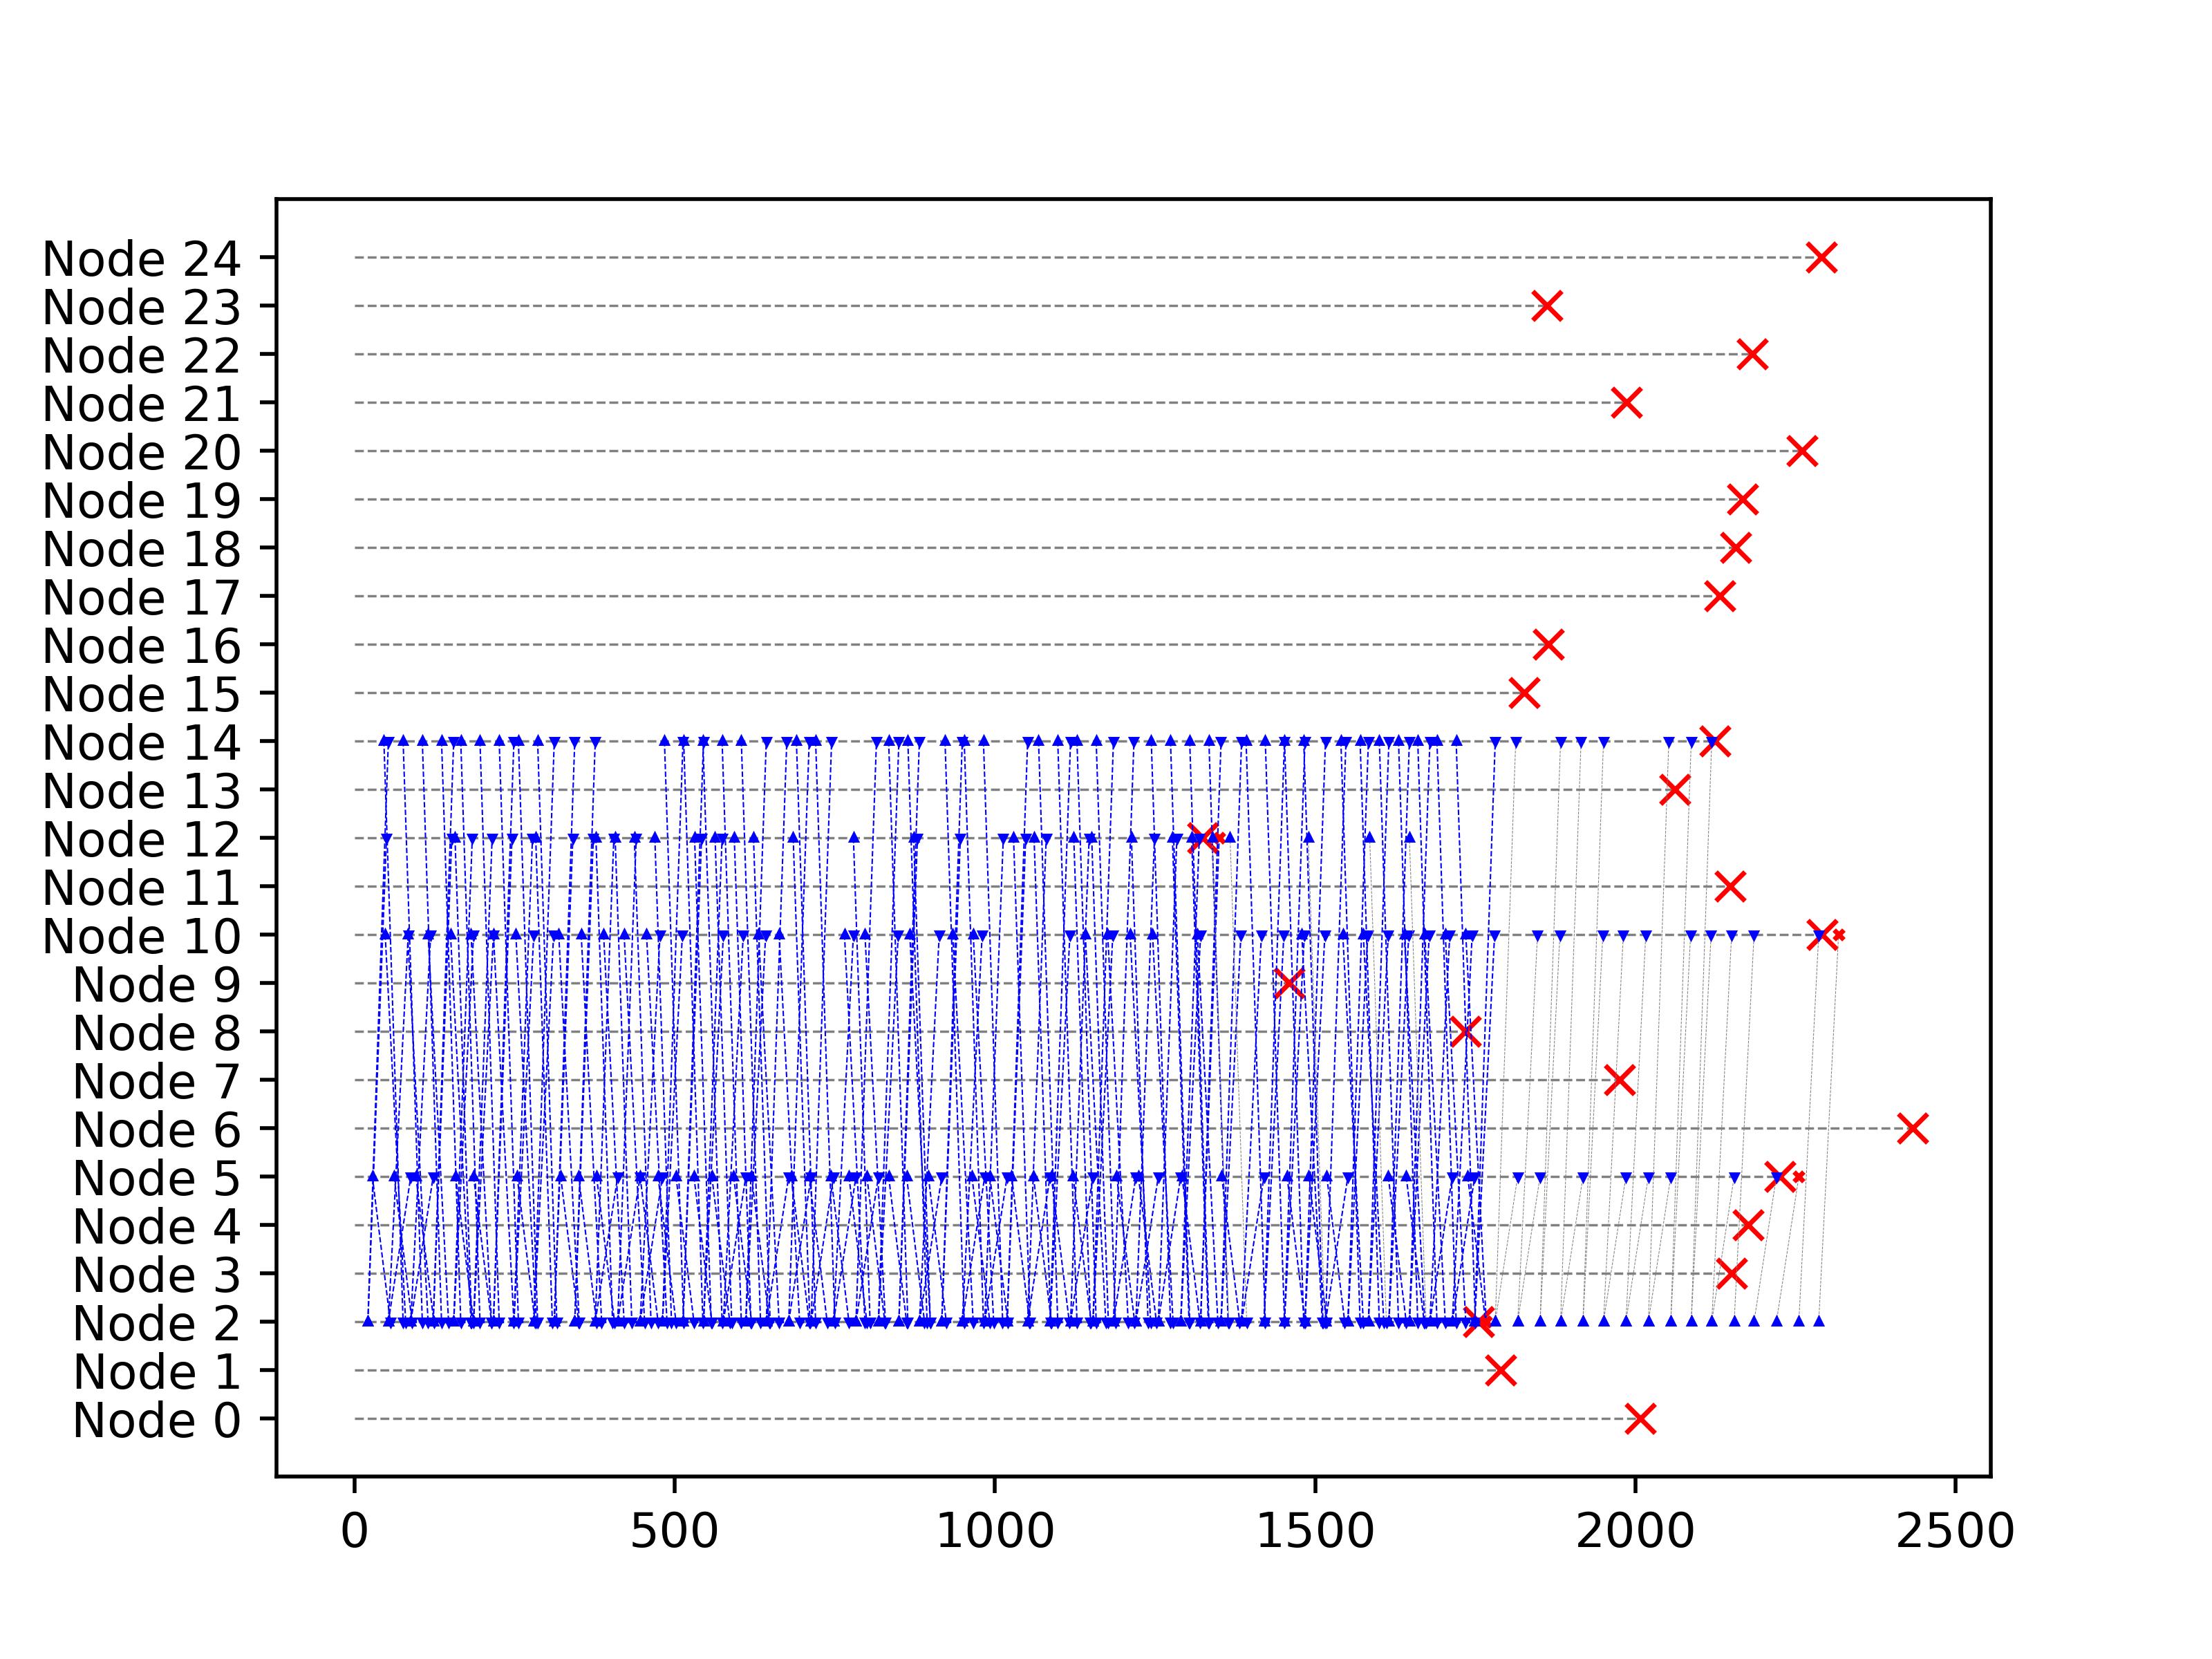 Node 24
Node 23
Node 22
Node 21
Node 20
Node 19
Node 18
Node 17
Node 16
Node 15
Node 14
Node 13
Node 12
Node 11
Node 10
Node 9
Node 8
Node 7
Node 6
Node 5
Node 4
Node 3
Node 2
Node 1
Node 0
0 500 1000 1500 2000 2500